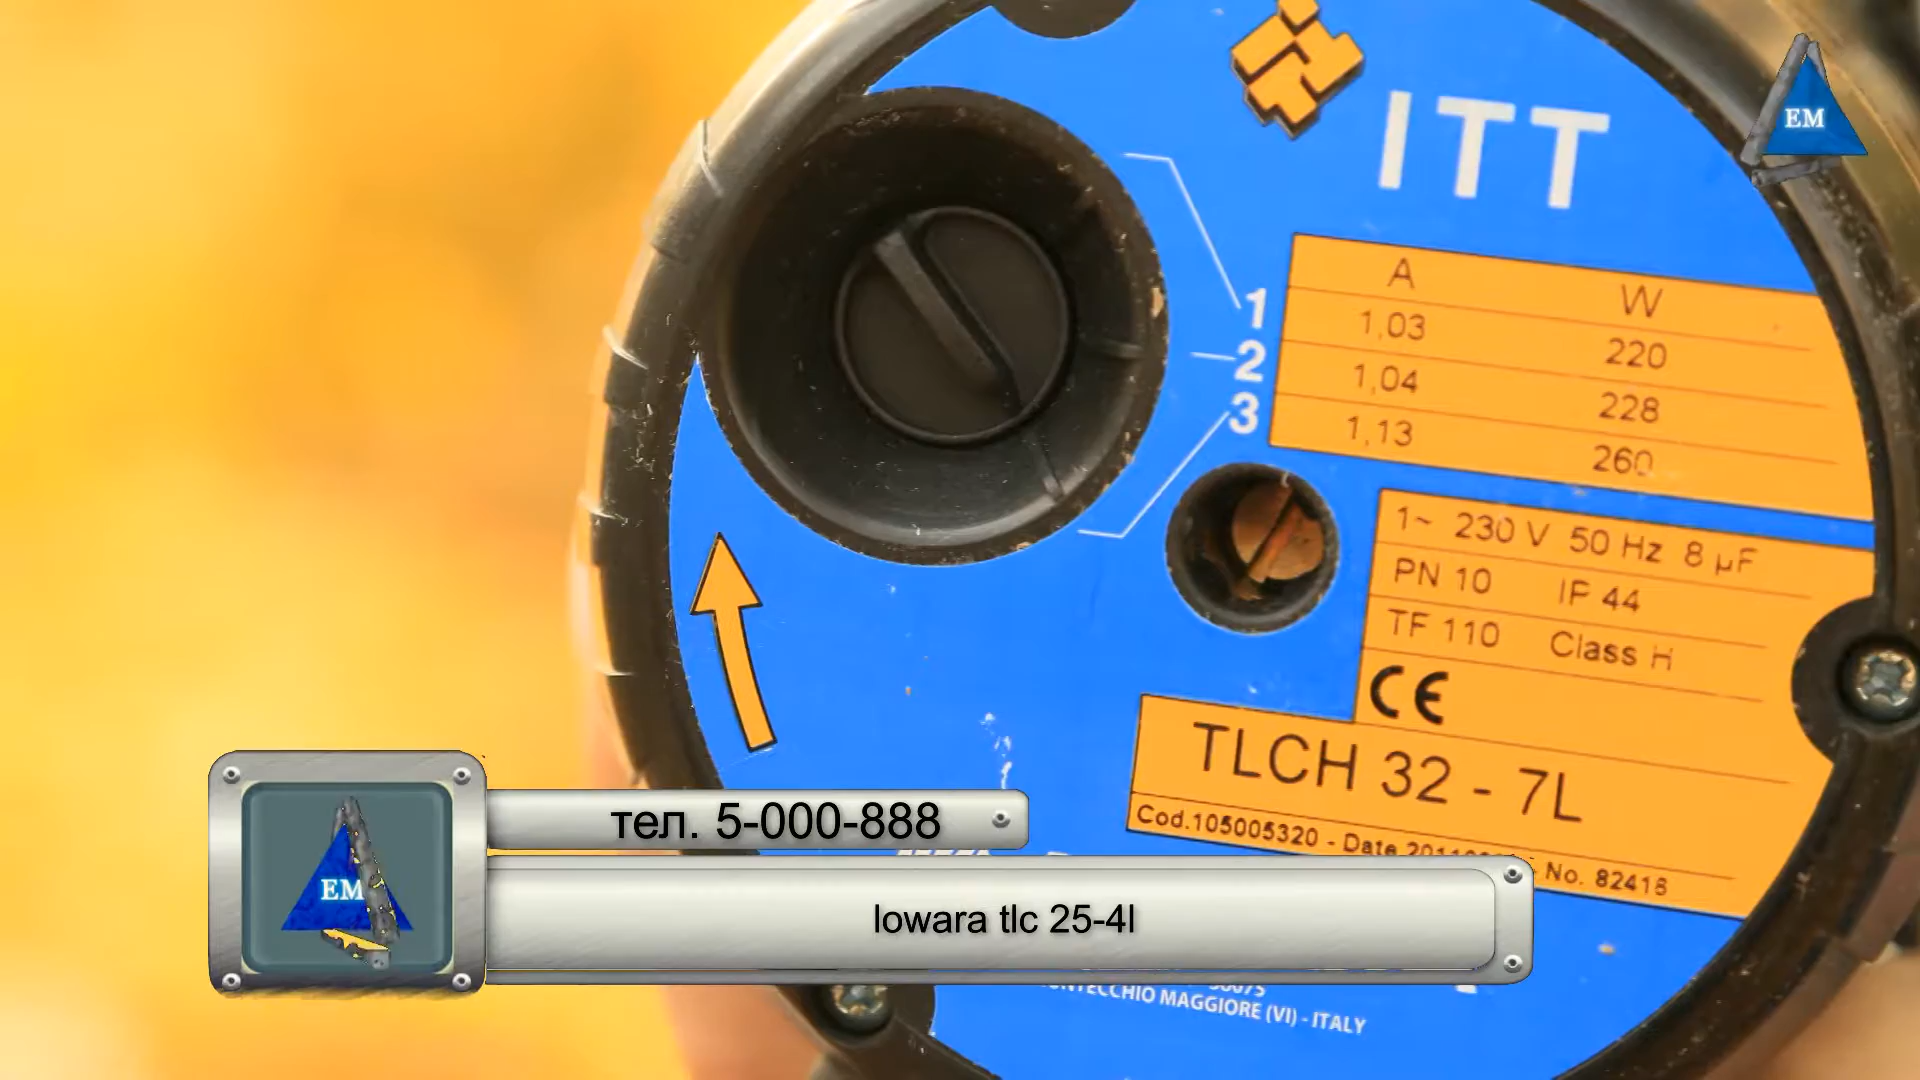 ITT
EM
A W
1 1,03 220
2 1,04 228
3 1,13 260
1~ 230 V 50 Hz 8 µF
PN 10 IP 44
TF 110 Class H
CE
TLCH 32 - 7L
Cod.105005320 - Date No. 82416
тел. 5-000-888
EM
lowara tlc 25-4l
MAGGIORE (VI) - ITALY